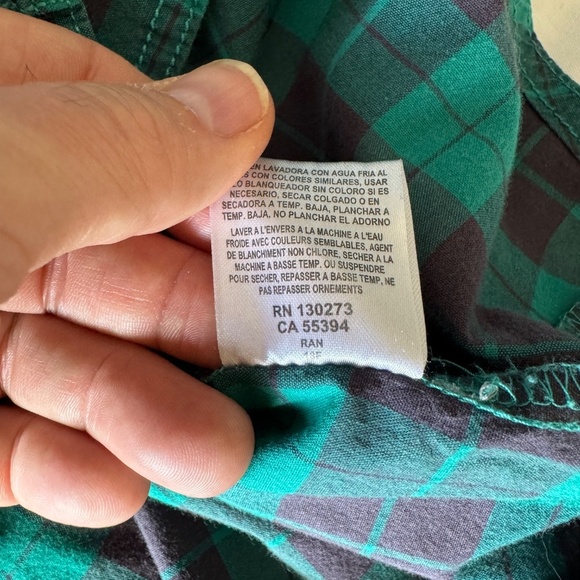 EN LAVADORA CON AGUA FRIA AL
CON COLORES SIMILARES, USAR
LO BLANQUEADOR SIN COLORO SI ES
NECESARIO, SECAR COLGADO O EN
SECADORA A TEMP. BAJA, PLANCHAR A
TEMP. BAJA, NO PLANCHAR EL ADORNO
LAVER À L'ENVERS A LA MACHINE A L'EAU
FROIDE AVEC COULEURS SEMBLABLES, AGENT
DE BLANCHIMENT NON CHLORE, SECHER A LA
MACHINE A BASSE TEMP. OU SUSPENDRE
POUR SECHER, REPASSER A BASSE TEMP, NE
PAS REPASSER ORNEMENTS
RN 130273
CA 55394
RAN